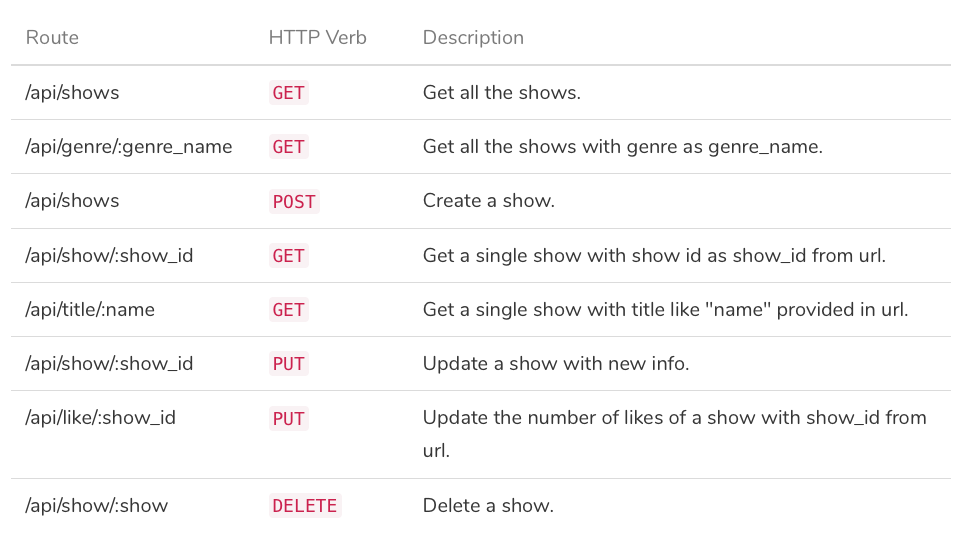 Route HTTP Verb Description
/api/shows GET Get all the shows.
/api/genre/:genre_name GET Get all the shows with genre as genre_name.
/api/shows POST Create a show.
/api/show/:show_id GET Get a single show with show id as show_id from url.
/api/title/:name GET Get a single show with title like "name" provided in url.
/api/show/:show_id PUT Update a show with new info.
/api/like/:show_id PUT Update the number of likes of a show with show_id from
url.
/api/show/:show DELETE Delete a show.